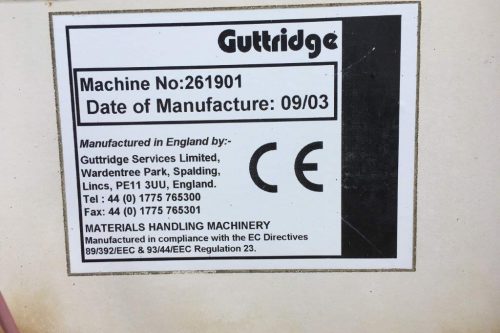 Guttridge
Machine No:261901
Date of Manufacture: 09/03
Manufactured in England by:-
Guttridge Services Limited,
Wardentree Park, Spalding,
Lincs, PE11 3UU, England.
Tel : 44 (0) 1775 765300
Fax: 44 (0) 1775 765301
CE
MATERIALS HANDLING MACHINERY
Manufactured in compliance with the EC Directives
89/392/EEC & 93/44/EEC Regulation 23.